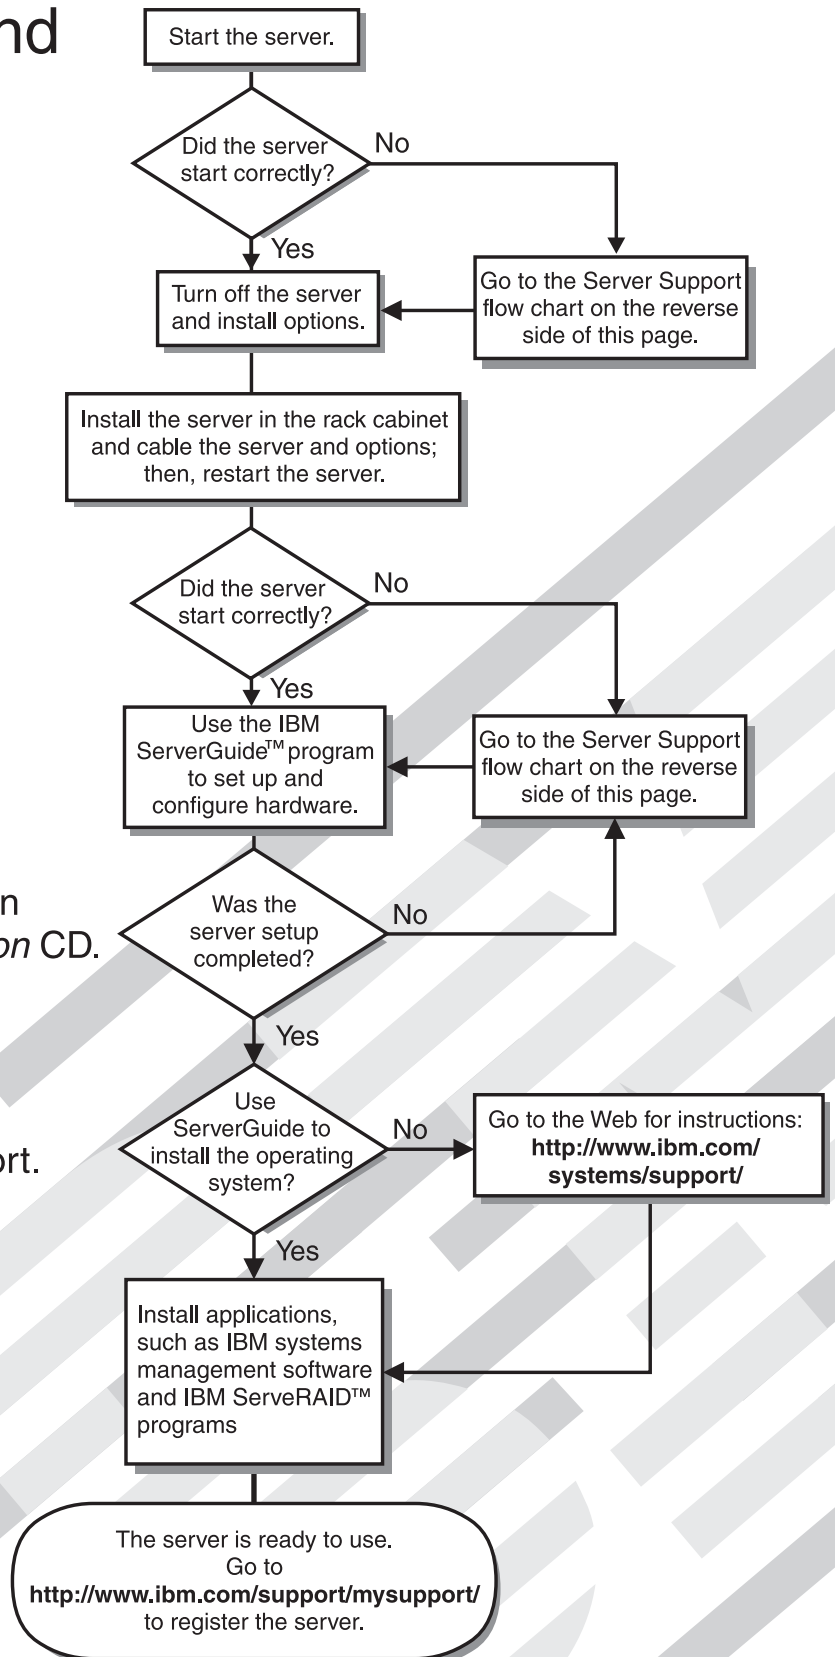 nd
Start the server.
Did the server
start correctly?
No
Yes
Turn off the server
and install options.
Go to the Server Support
flow chart on the reverse
side of this page.
Install the server in the rack cabinet
and cable the server and options;
then, restart the server.
Did the server
start correctly?
No
Yes
Use the IBM
ServerGuide™ program
to set up and
configure hardware.
Go to the Server Support
flow chart on the reverse
side of this page.
n
on CD.
Was the
server setup
completed?
No
Yes
rt.
Use
ServerGuide to
install the operating
system?
No
Go to the Web for instructions:
http://www.ibm.com/
systems/support/
Yes
Install applications,
such as IBM systems
management software
and IBM ServeRAID™
programs
The server is ready to use.
Go to
http://www.ibm.com/support/mysupport/
to register the server.